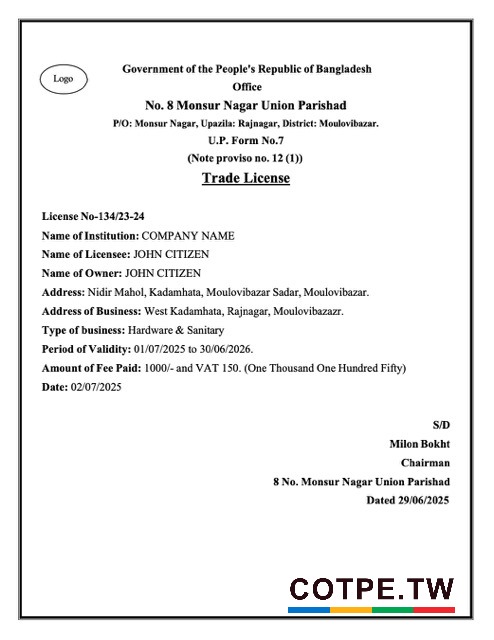 Logo
Government of the People's Republic of Bangladesh
Office
No. 8 Monsur Nagar Union Parishad
P/O: Monsur Nagar, Upazila: Rajnagar, District: Moulovibazar.
U.P. Form No.7
(Note proviso no. 12 (1))
Trade License
License No-134/23-24
Name of Institution: COMPANY NAME
Name of Licensee: JOHN CITIZEN
Name of Owner: JOHN CITIZEN
Address: Nidir Mahol, Kadamhata, Moulovibazar Sadar, Moulovibazar.
Address of Business: West Kadamhata, Rajnagar, Moulovibazazr.
Type of business: Hardware & Sanitary
Period of Validity: 01/07/2025 to 30/06/2026.
Amount of Fee Paid: 1000/- and VAT 150. (One Thousand One Hundred Fifty)
Date: 02/07/2025
S/D
Milon Bokht
Chairman
8 No. Monsur Nagar Union Parishad
Dated 29/06/2025
COTPE.TW